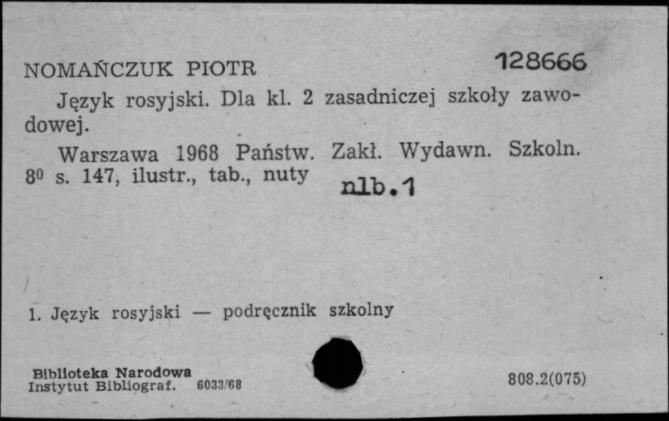 NOMAŃCZUK PIOTR 128666
Język rosyjski. Dla kl. 2 zasadniczej szkoły zawo-
dowej.
Warszawa 1968 Państw. Zakł. Wydawn. Szkoln.
8⁰ s. 147, ilustr., tab., nuty nlb.1
1. Język rosyjski — podręcznik szkolny
Biblioteka Narodowa
Instytut Bibliograf. 6033/68 808.2(075)